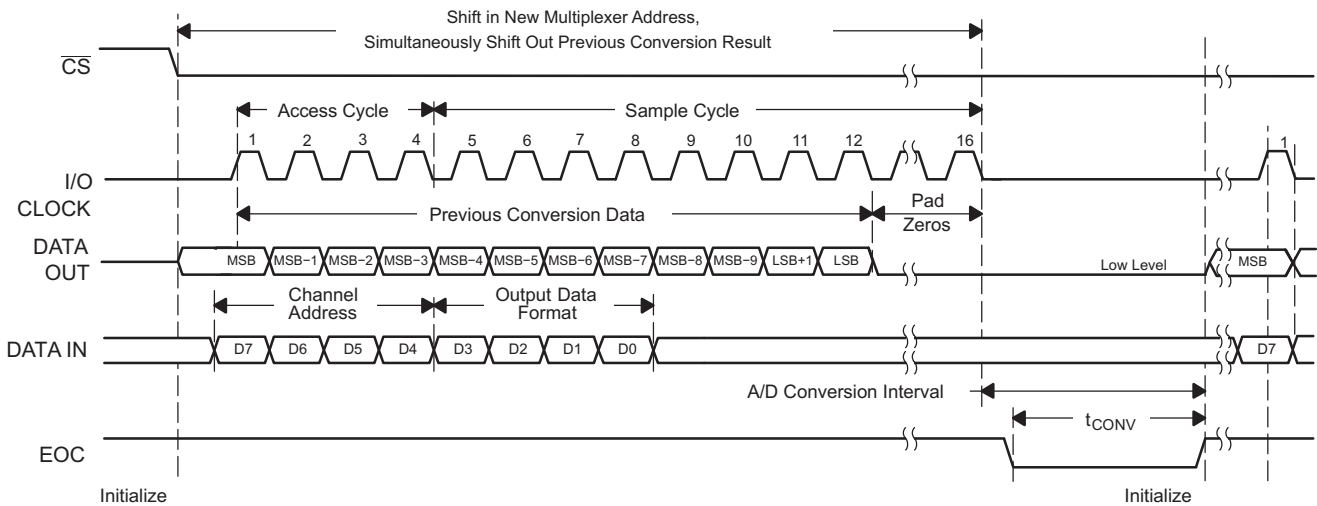 Shift in New Multiplexer Address,
Simultaneously Shift Out Previous Conversion Result
CS
Access Cycle
Sample Cycle
1 2 3 4 5 6 7 8 9 10 11 12 16 1
I/O
CLOCK
Previous Conversion Data
Pad
Zeros
DATA
OUT
MSB MSB−1 MSB−2 MSB−3 MSB−4 MSB−5 MSB−6 MSB−7 MSB−8 MSB−9 LSB+1 LSB Low Level MSB
Channel
Address
Output Data
Format
DATA IN
D7 D6 D5 D4 D3 D2 D1 D0 D7
A/D Conversion Interval
tCONV
EOC
Initialize Initialize